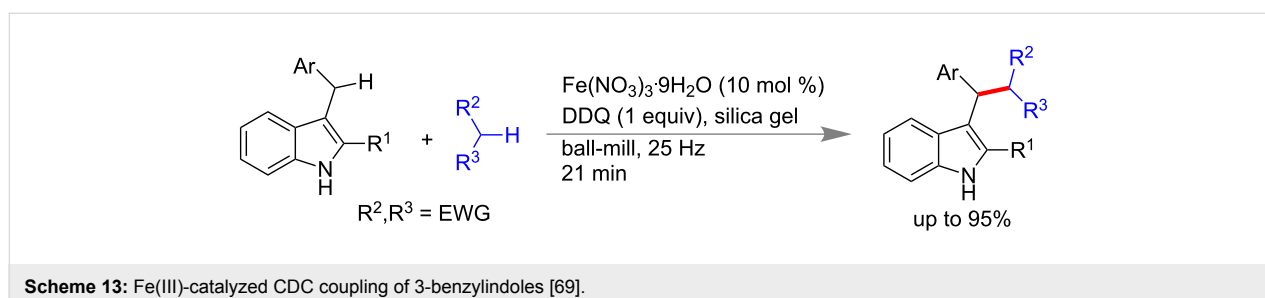 Ar
H
R1
N
H
+
R2
H
R3
R2,R3 = EWG
Fe(NO3)3·9H2O (10 mol %)
DDQ (1 equiv), silica gel
ball-mill, 25 Hz
21 min
R2
Ar
R3
R1
N
H
up to 95%
Scheme 13: Fe(III)-catalyzed CDC coupling of 3-benzylindoles [69].